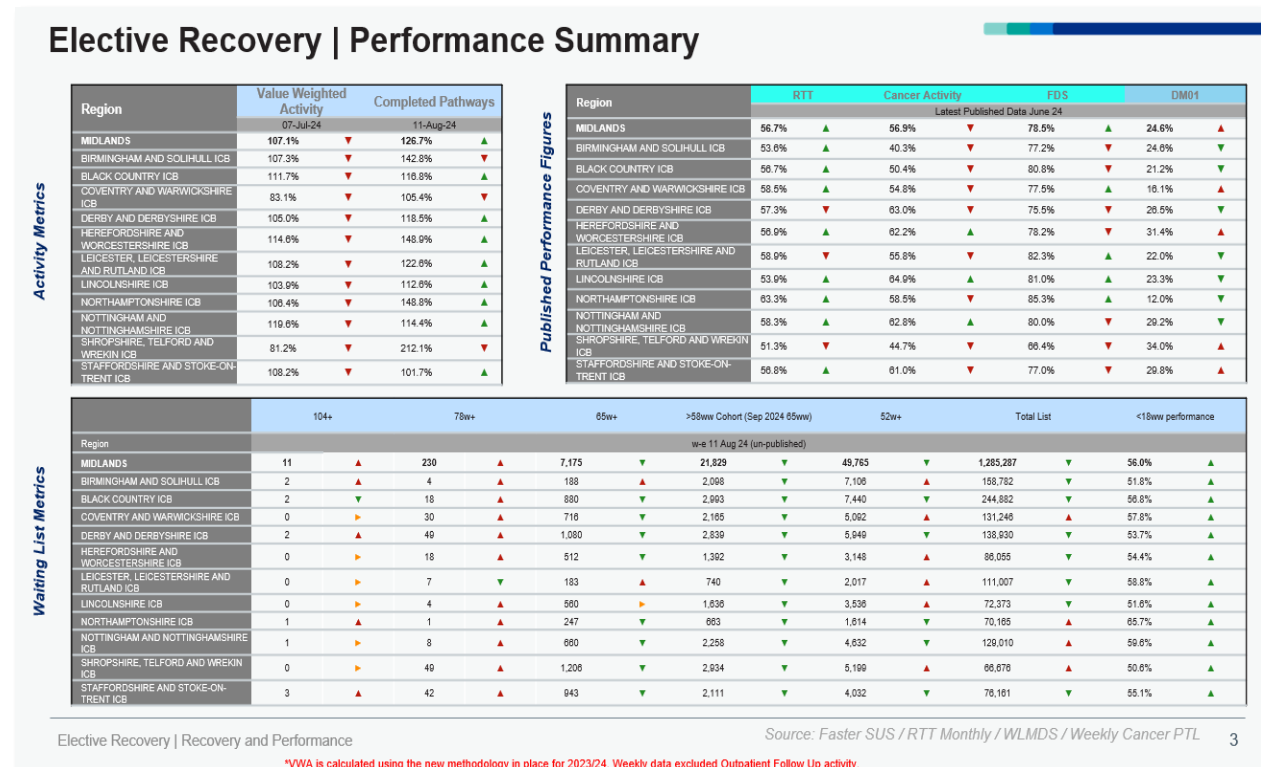 Elective Recovery | Performance Summary
Activity Metrics
Region Value Weighted Activity Completed Pathways
07-Jul-24 11-Aug-24
MIDLANDS 107.1% ▼ 126.7% ▲
BIRMINGHAM AND SOLIHULL ICB 107.3% ▼ 142.8% ▼
BLACK COUNTRY ICB 111.7% ▼ 116.8% ▲
COVENTRY AND WARWICKSHIRE ICB 83.1% ▼ 105.4% ▼
DERBY AND DERBYSHIRE ICB 105.0% ▼ 118.5% ▲
HEREFORDSHIRE AND WORCESTERSHIRE ICB 114.6% ▼ 148.9% ▲
LEICESTER, LEICESTERSHIRE AND RUTLAND ICB 108.2% ▼ 122.6% ▲
LINCOLNSHIRE ICB 103.9% ▼ 112.6% ▲
NORTHAMPTONSHIRE ICB 106.4% ▼ 148.8% ▲
NOTTINGHAM AND NOTTINGHAMSHIRE ICB 119.6% ▼ 114.4% ▲
SHROPSHIRE, TELFORD AND WREKIN ICB 81.2% ▼ 212.1% ▼
STAFFORDSHIRE AND STOKE-ON-TRENT ICB 108.2% ▼ 101.7% ▲
Published Performance Figures
Region RTT Cancer Activity FDS DM01
Latest Published Data June 24
MIDLANDS 56.7% ▲ 56.9% ▼ 78.5% ▲ 24.6% ▲
BIRMINGHAM AND SOLIHULL ICB 53.6% ▲ 40.3% ▼ 77.2% ▼ 24.6% ▼
BLACK COUNTRY ICB 56.7% ▲ 50.4% ▼ 80.8% ▼ 21.2% ▼
COVENTRY AND WARWICKSHIRE ICB 58.5% ▲ 54.8% ▼ 77.5% ▲ 16.1% ▲
DERBY AND DERBYSHIRE ICB 57.3% ▼ 63.0% ▼ 75.5% ▼ 26.5% ▼
HEREFORDSHIRE AND WORCESTERSHIRE ICB 56.9% ▲ 62.2% ▲ 78.2% ▼ 31.4% ▲
LEICESTER, LEICESTERSHIRE AND RUTLAND ICB 58.9% ▼ 55.8% ▼ 82.3% ▲ 22.0% ▼
LINCOLNSHIRE ICB 53.9% ▲ 64.9% ▲ 81.0% ▲ 23.3% ▼
NORTHAMPTONSHIRE ICB 63.3% ▲ 58.5% ▼ 85.3% ▲ 12.0% ▼
NOTTINGHAM AND NOTTINGHAMSHIRE ICB 58.3% ▲ 62.8% ▲ 80.0% ▼ 29.2% ▼
SHROPSHIRE, TELFORD AND WREKIN ICB 51.3% ▼ 44.7% ▼ 66.4% ▼ 34.0% ▲
STAFFORDSHIRE AND STOKE-ON-TRENT ICB 56.8% ▲ 61.0% ▼ 77.0% ▼ 29.8% ▲
Waiting List Metrics
104+ 78w+ 65w+ >58ww Cohort (Sep 2024 65ww) 52w+ Total List <18ww performance
Region w-e 11 Aug 24 (un-published)
MIDLANDS 11 ▲ 230 ▲ 7,175 ▼ 21,829 ▼ 49,765 ▼ 1,285,287 ▼ 56.0% ▲
BIRMINGHAM AND SOLIHULL ICB 2 ▲ 4 ▲ 188 ▲ 2,098 ▼ 7,106 ▲ 158,782 ▼ 51.8% ▲
BLACK COUNTRY ICB 2 ▼ 18 ▲ 880 ▼ 2,993 ▼ 7,440 ▼ 244,882 ▼ 56.8% ▲
COVENTRY AND WARWICKSHIRE ICB 0 ► 30 ▲ 716 ▼ 2,165 ▼ 5,092 ▲ 131,246 ▲ 57.8% ▲
DERBY AND DERBYSHIRE ICB 2 ▲ 49 ▲ 1,080 ▼ 2,839 ▼ 5,949 ▼ 138,930 ▼ 53.7% ▲
HEREFORDSHIRE AND WORCESTERSHIRE ICB 0 ► 18 ▲ 512 ▼ 1,392 ▼ 3,148 ▲ 86,055 ▼ 54.4% ▲
LEICESTER, LEICESTERSHIRE AND RUTLAND ICB 0 ► 7 ▼ 183 ▲ 740 ▼ 2,017 ▲ 111,007 ▼ 58.8% ▲
LINCOLNSHIRE ICB 0 ► 4 ▲ 560 ► 1,636 ▼ 3,536 ▲ 72,373 ▼ 51.6% ▲
NORTHAMPTONSHIRE ICB 1 ▲ 1 ▲ 247 ▼ 663 ▼ 1,614 ▼ 70,165 ▲ 65.7% ▲
NOTTINGHAM AND NOTTINGHAMSHIRE ICB 1 ► 8 ▲ 660 ▼ 2,258 ▼ 4,632 ▼ 129,010 ▲ 59.6% ▲
SHROPSHIRE, TELFORD AND WREKIN ICB 0 ► 49 ▲ 1,206 ▼ 2,934 ▼ 5,199 ▲ 66,676 ▲ 50.6% ▲
STAFFORDSHIRE AND STOKE-ON-TRENT ICB 3 ▲ 42 ▲ 943 ▼ 2,111 ▼ 4,032 ▼ 76,161 ▼ 55.1% ▲
Elective Recovery | Recovery and Performance
Source: Faster SUS / RTT Monthly / WLMDS / Weekly Cancer PTL 3
*VWA is calculated using the new methodology in place for 2023/24. Weekly data excluded Outpatient Follow Up activity.